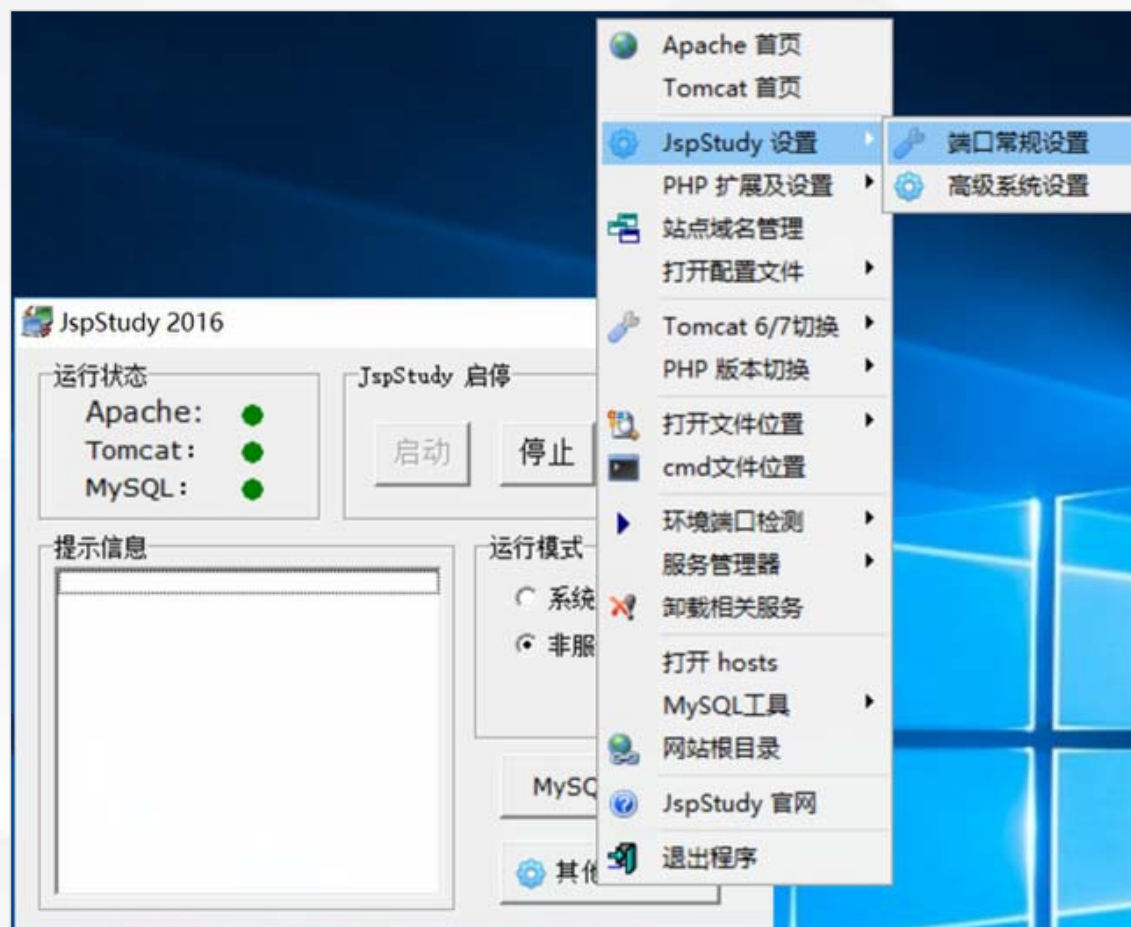 Apache 首页
Tomcat 首页
JspStudy 设置
端口常规设置
PHP 扩展及设置
高级系统设置
站点域名管理
打开配置文件
Tomcat 6/7切换
PHP 版本切换
打开文件位置
cmd文件位置
环境端口检测
服务管理器
卸载相关服务
打开 hosts
MySQL工具
网站根目录
JspStudy 官网
退出程序
JspStudy 2016
运行状态
Apache:
Tomcat:
MySQL:
JspStudy 启停
启动
停止
提示信息
运行模式
系统
非服
MySQ
其他